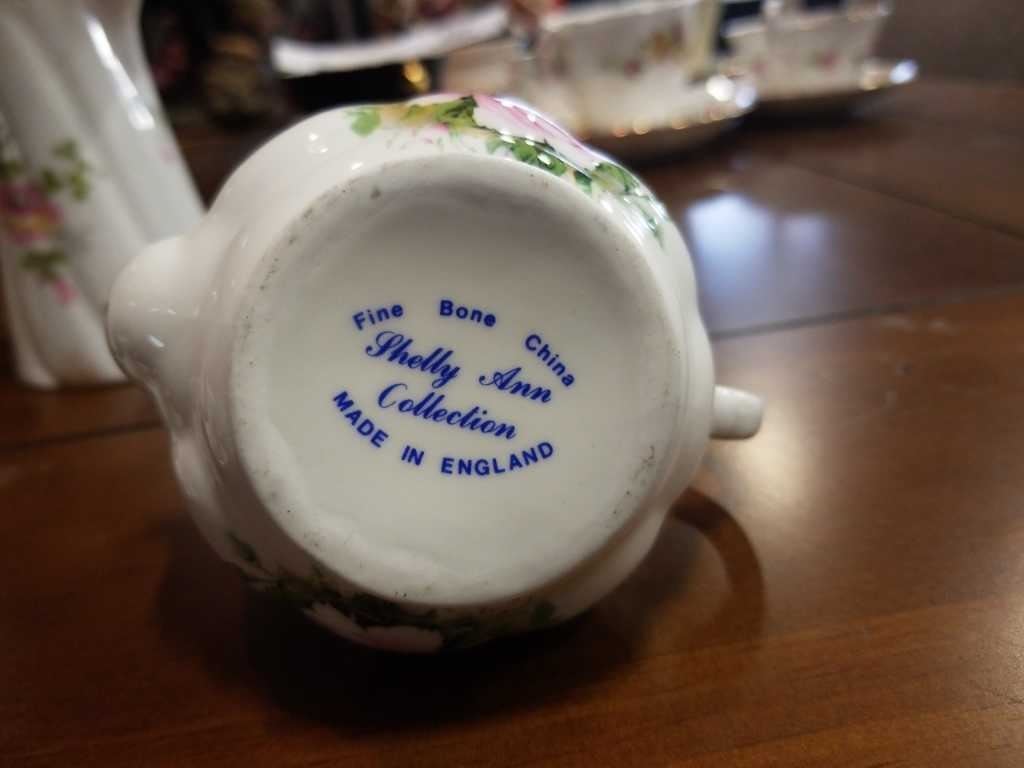 Fine Bone China
Shelly Ann
Collection
MADE IN ENGLAND